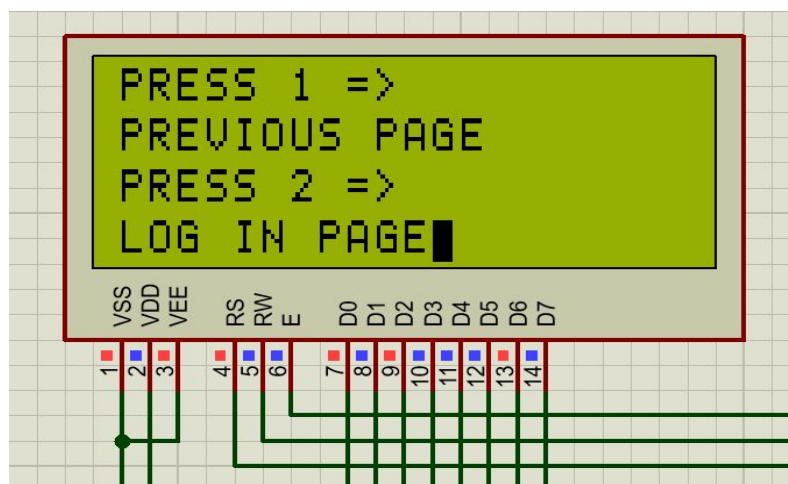 PRESS 1 =>
PREVIOUS PAGE
PRESS 2 =>
LOG IN PAGE
VSS VDD VEE RS RW E D0 D1 D2 D3 D4 D5 D6 D7
1 2 3 4 5 6 7 8 9 10 11 12 13 14